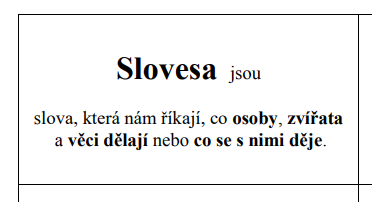 Slovesa jsou
slova, která nám říkají, co osoby, zvířata
a věci dělají nebo co se s nimi děje.